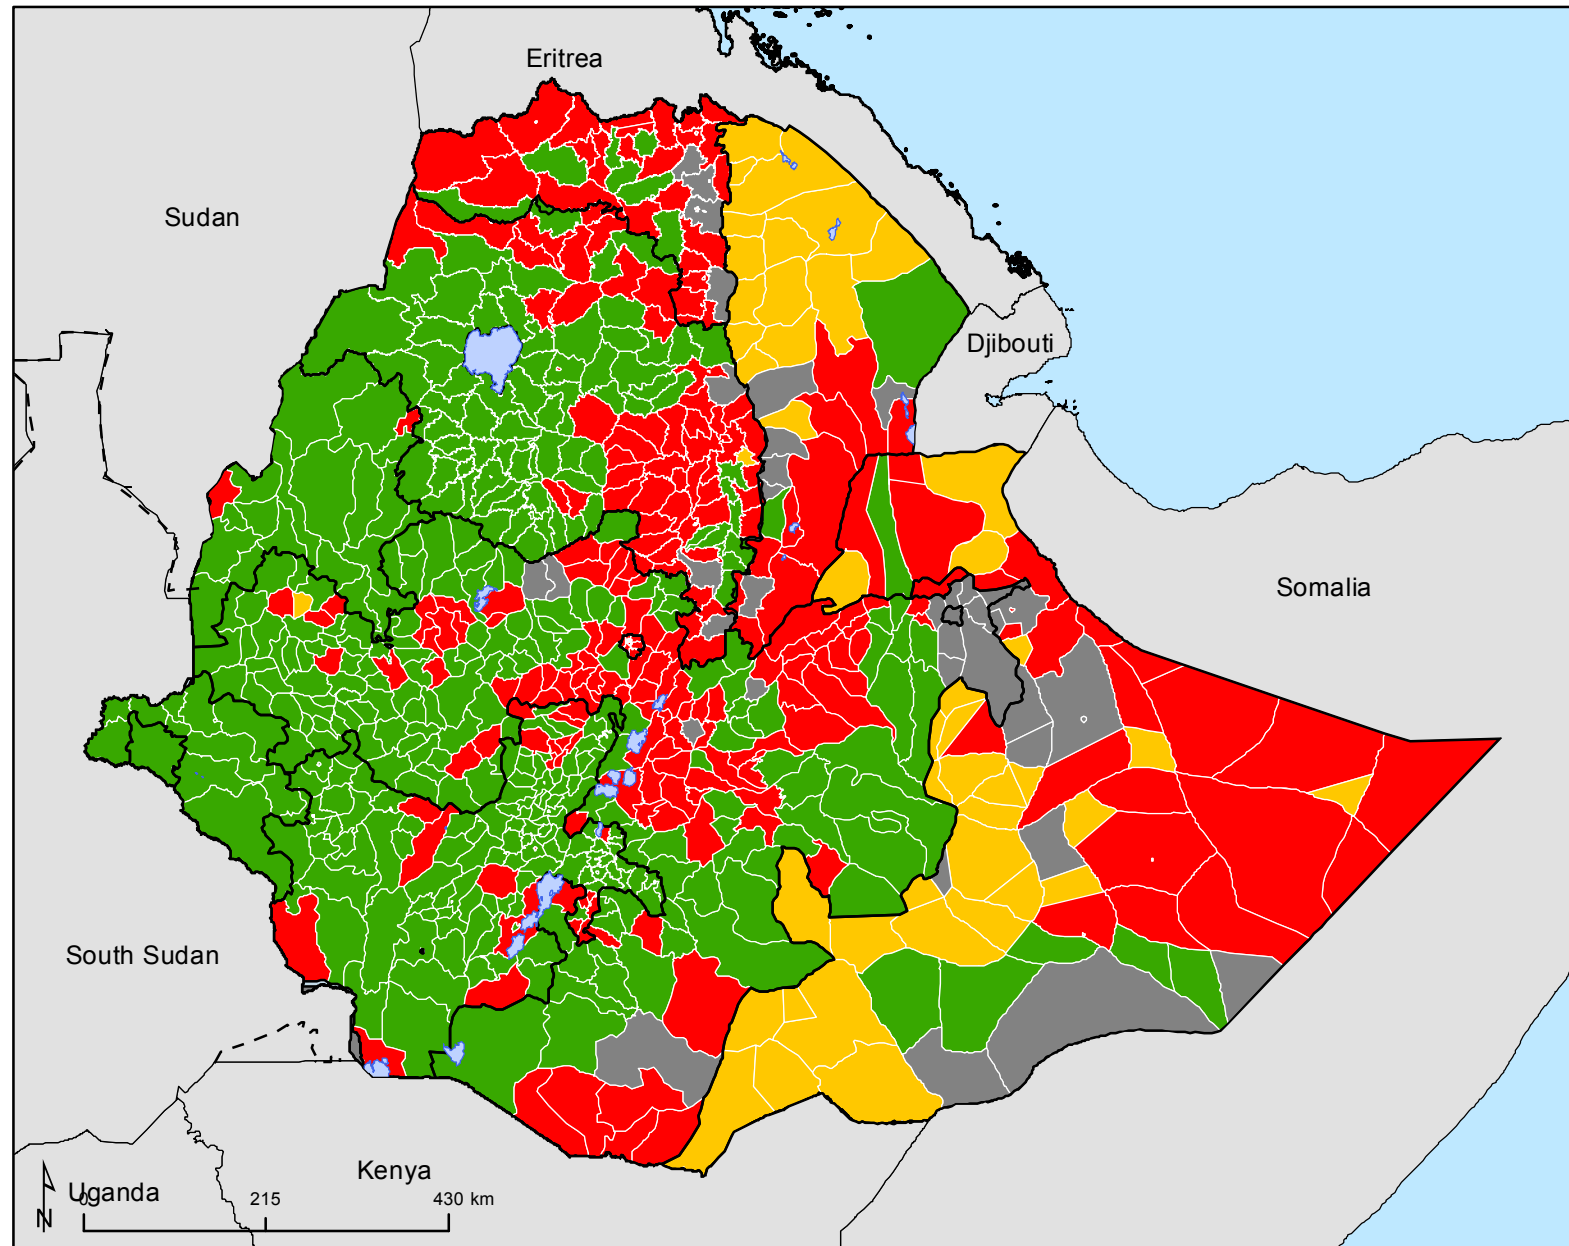 Eritrea
Sudan
Djibouti
Somalia
South Sudan
Kenya
Uganda
0 215 430 km
N